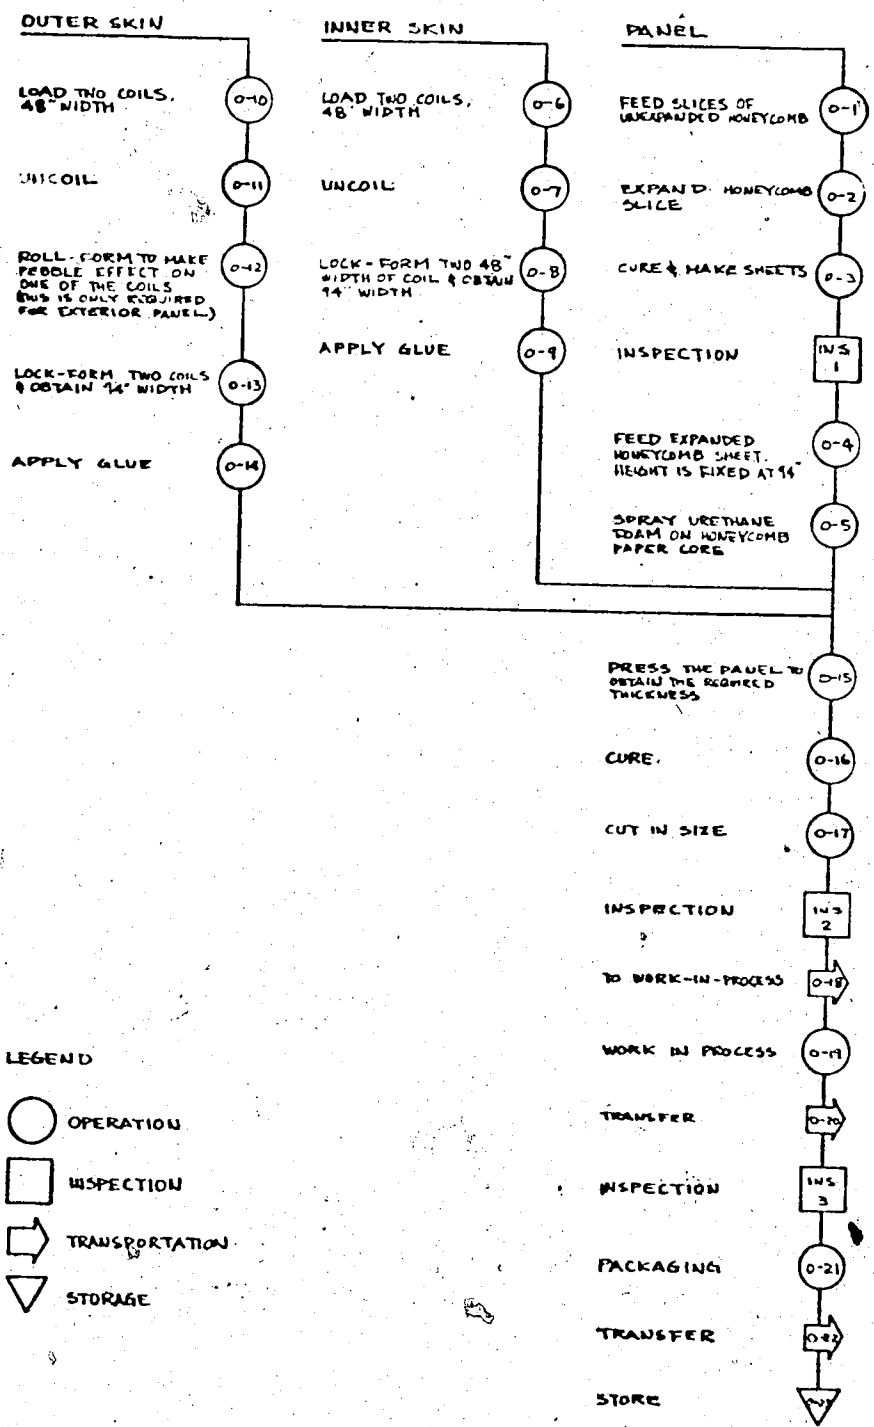 OUTER SKIN
LOAD TWO COILS,
48" WIDTH
O-10
UNCOIL
O-11
ROLL-FORM TO MAKE
PEBBLE EFFECT ON
ONE OF THE COILS
(THIS IS ONLY REQUIRED
FOR EXTERIOR PANEL)
O-12
LOCK-FORM TWO COILS
& OBTAIN 94" WIDTH
O-13
APPLY GLUE
O-14
INNER SKIN
LOAD TWO COILS,
48" WIDTH
O-6
UNCOIL
O-7
LOCK-FORM TWO 48"
WIDTH OF COIL & OBTAIN
94" WIDTH
O-8
APPLY GLUE
O-9
PANEL
FEED SLICES OF
UNEXPANDED HONEYCOMB
O-1
EXPAND HONEYCOMB
SLICE
O-2
CURE & MAKE SHEETS
O-3
INSPECTION
INS.
1
FEED EXPANDED
HONEYCOMB SHEET.
HEIGHT IS FIXED AT 94"
O-4
SPRAY URETHANE
FOAM ON HONEYCOMB
PAPER CORE
O-5
PRESS THE PANEL TO
OBTAIN THE REQUIRED
THICKNESS
O-15
CURE.
O-16
CUT IN SIZE
O-17
INSPECTION
INS
2
TO WORK-IN-PROCESS
O-18
WORK IN PROCESS
O-19
TRANSFER
O-20
INSPECTION
INS.
3
PACKAGING
O-21
TRANSFER
O-22
STORE
LEGEND
OPERATION
INSPECTION
TRANSPORTATION
STORAGE